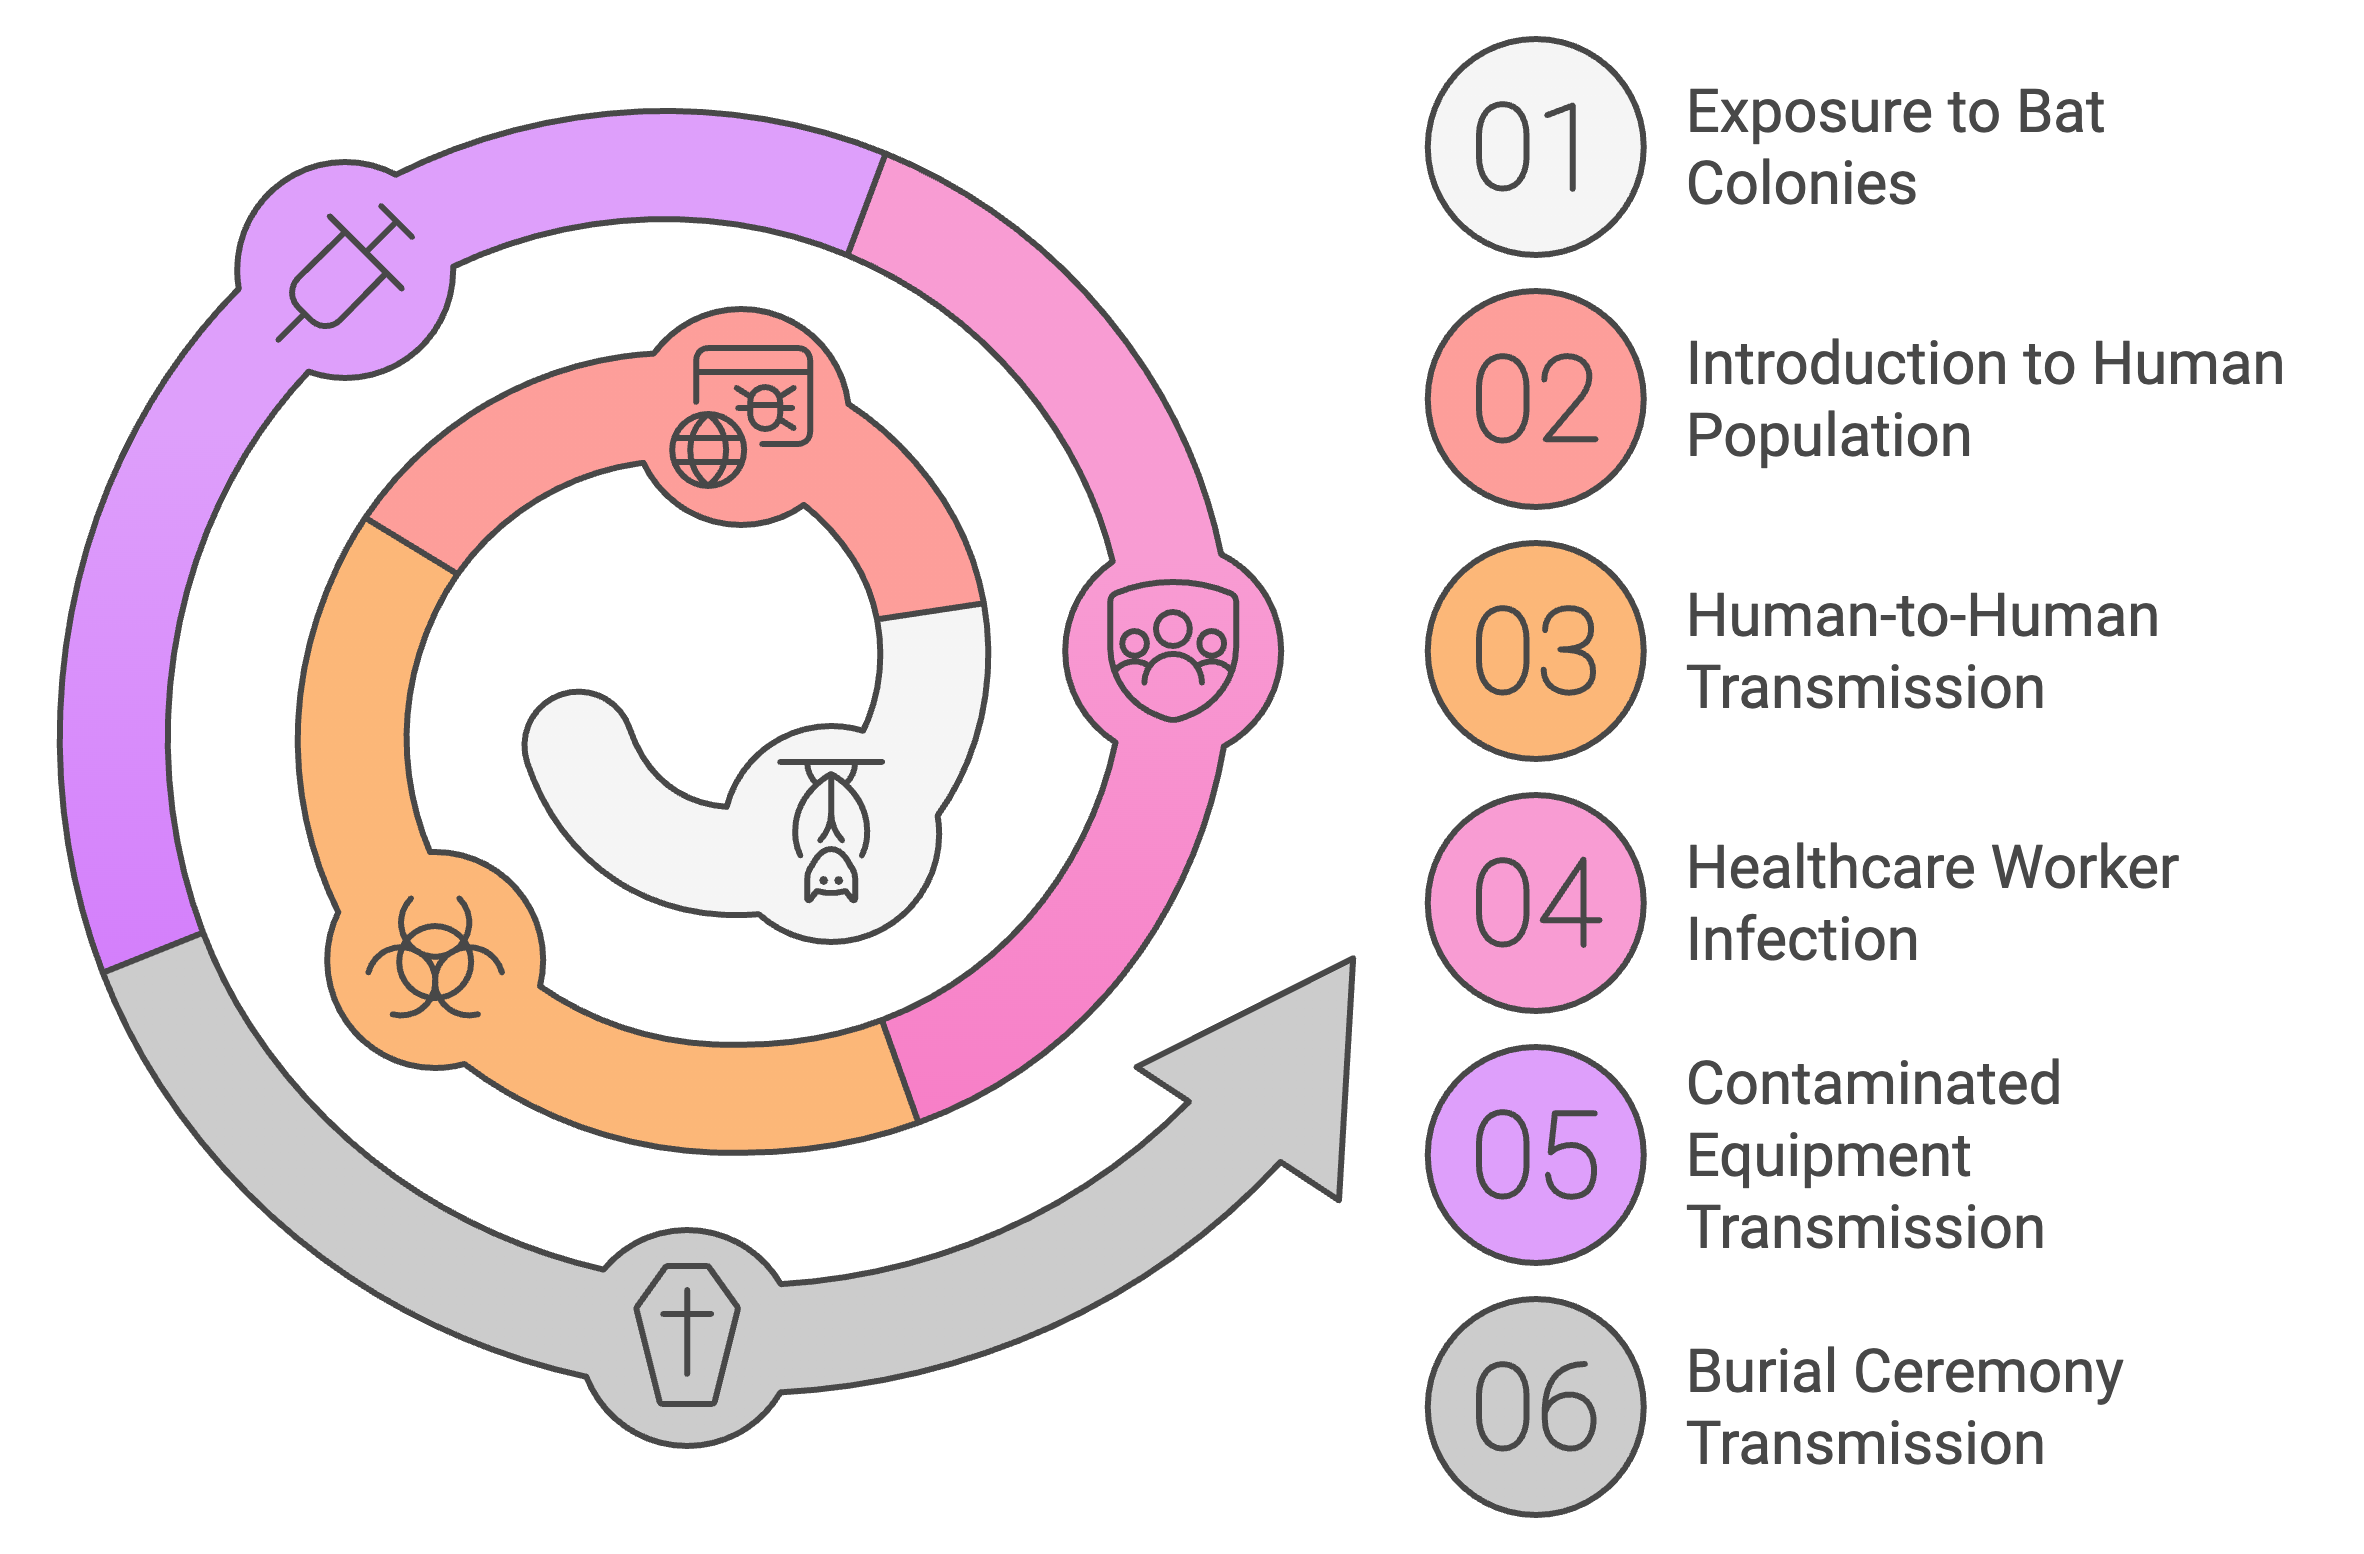 01
Exposure to Bat
Colonies
02
Introduction to Human
Population
03
Human-to-Human
Transmission
04
Healthcare Worker
Infection
05
Contaminated
Equipment
Transmission
06
Burial Ceremony
Transmission